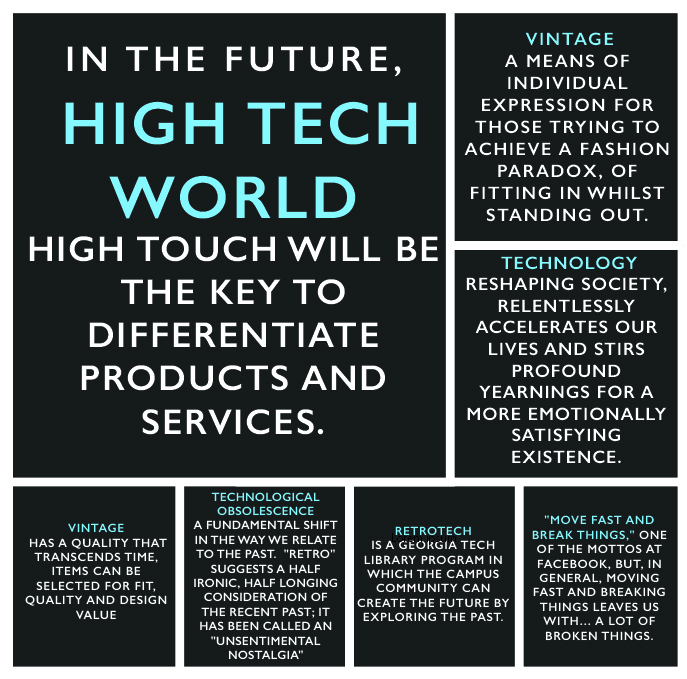 IN THE FUTURE,
HIGH TECH
WORLD
HIGH TOUCH WILL BE
THE KEY TO
DIFFERENTIATE
PRODUCTS AND
SERVICES.
VINTAGE
A MEANS OF
INDIVIDUAL
EXPRESSION FOR
THOSE TRYING TO
ACHIEVE A FASHION
PARADOX, OF
FITTING IN WHILST
STANDING OUT.
TECHNOLOGY
RESHAPING SOCIETY,
RELENTLESSLY
ACCELERATES OUR
LIVES AND STIRS
PROFOUND
YEARNINGS FOR A
MORE EMOTIONALLY
SATISFYING
EXISTENCE.
VINTAGE
HAS A QUALITY THAT
TRANSCENDS TIME,
ITEMS CAN BE
SELECTED FOR FIT,
QUALITY AND DESIGN
VALUE
TECHNOLOGICAL
OBSOLESCENCE
A FUNDAMENTAL SHIFT
IN THE WAY WE RELATE
TO THE PAST. "RETRO"
SUGGESTS A HALF
IRONIC, HALF LONGING
CONSIDERATION OF
THE RECENT PAST; IT
HAS BEEN CALLED AN
"UNSENTIMENTAL
NOSTALGIA"
RETROTECH
IS A GEORGIA TECH
LIBRARY PROGRAM IN
WHICH THE CAMPUS
COMMUNITY CAN
CREATE THE FUTURE BY
EXPLORING THE PAST.
"MOVE FAST AND
BREAK THINGS," ONE
OF THE MOTTOS AT
FACEBOOK, BUT, IN
GENERAL, MOVING
FAST AND BREAKING
THINGS LEAVES US
WITH... A LOT OF
BROKEN THINGS.